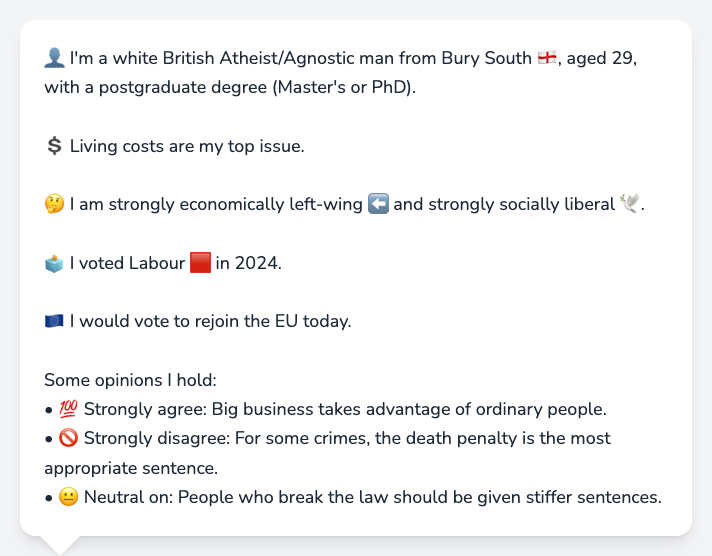 👤 I'm a white British Atheist/Agnostic man from Bury South 🏴󠁧󠁢󠁥󠁮󠁧󠁿, aged 29,
with a postgraduate degree (Master's or PhD).
💲 Living costs are my top issue.
🤔 I am strongly economically left-wing ⬅️ and strongly socially liberal 🕊️.
🗳️ I voted Labour 🟥 in 2024.
🇪🇺 I would vote to rejoin the EU today.
Some opinions I hold:
• 💯 Strongly agree: Big business takes advantage of ordinary people.
• 🚫 Strongly disagree: For some crimes, the death penalty is the most
appropriate sentence.
• 😐 Neutral on: People who break the law should be given stiffer sentences.